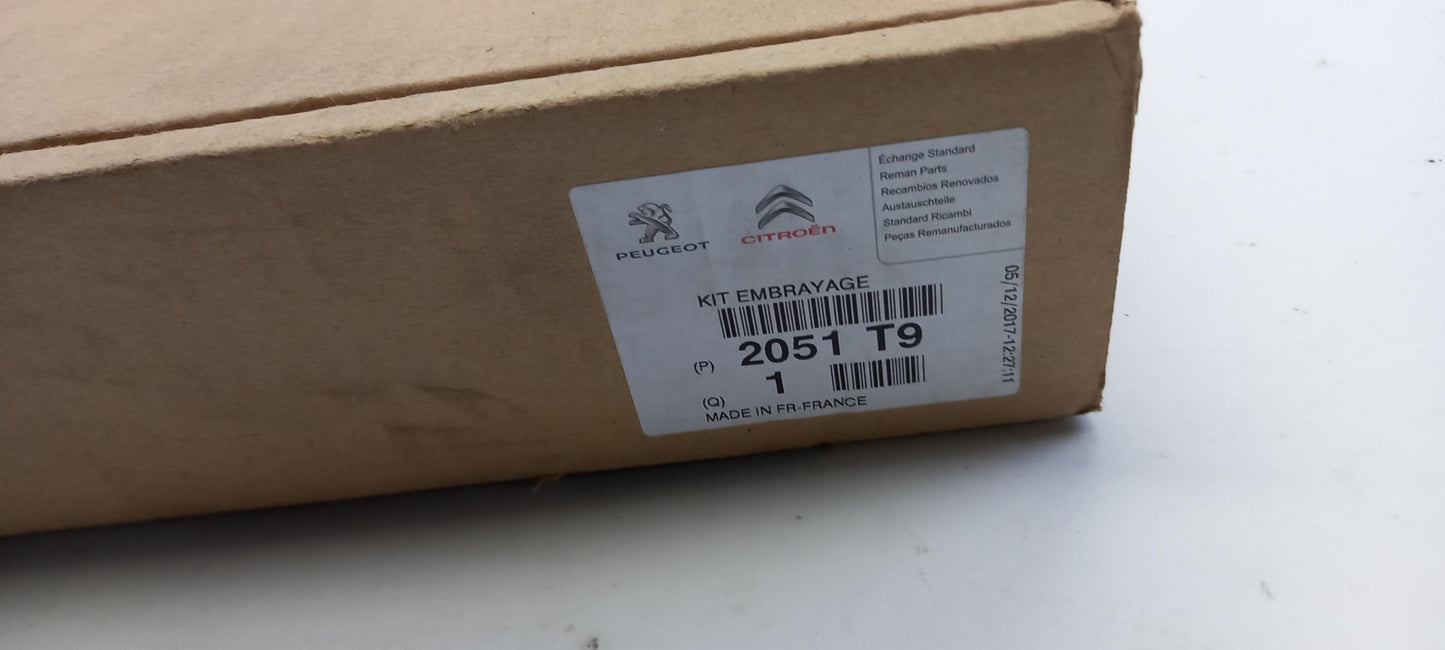 PEUGEOT
CITROËN
Échange Standard
Reman Parts
Recambios Renovados
Austauschteile
Standard Ricambi
Peças Remanufacturados
KIT EMBRAYAGE
(P) 2051 T9
(Q) 1
MADE IN FR-FRANCE
05/12/2017-12:27:11